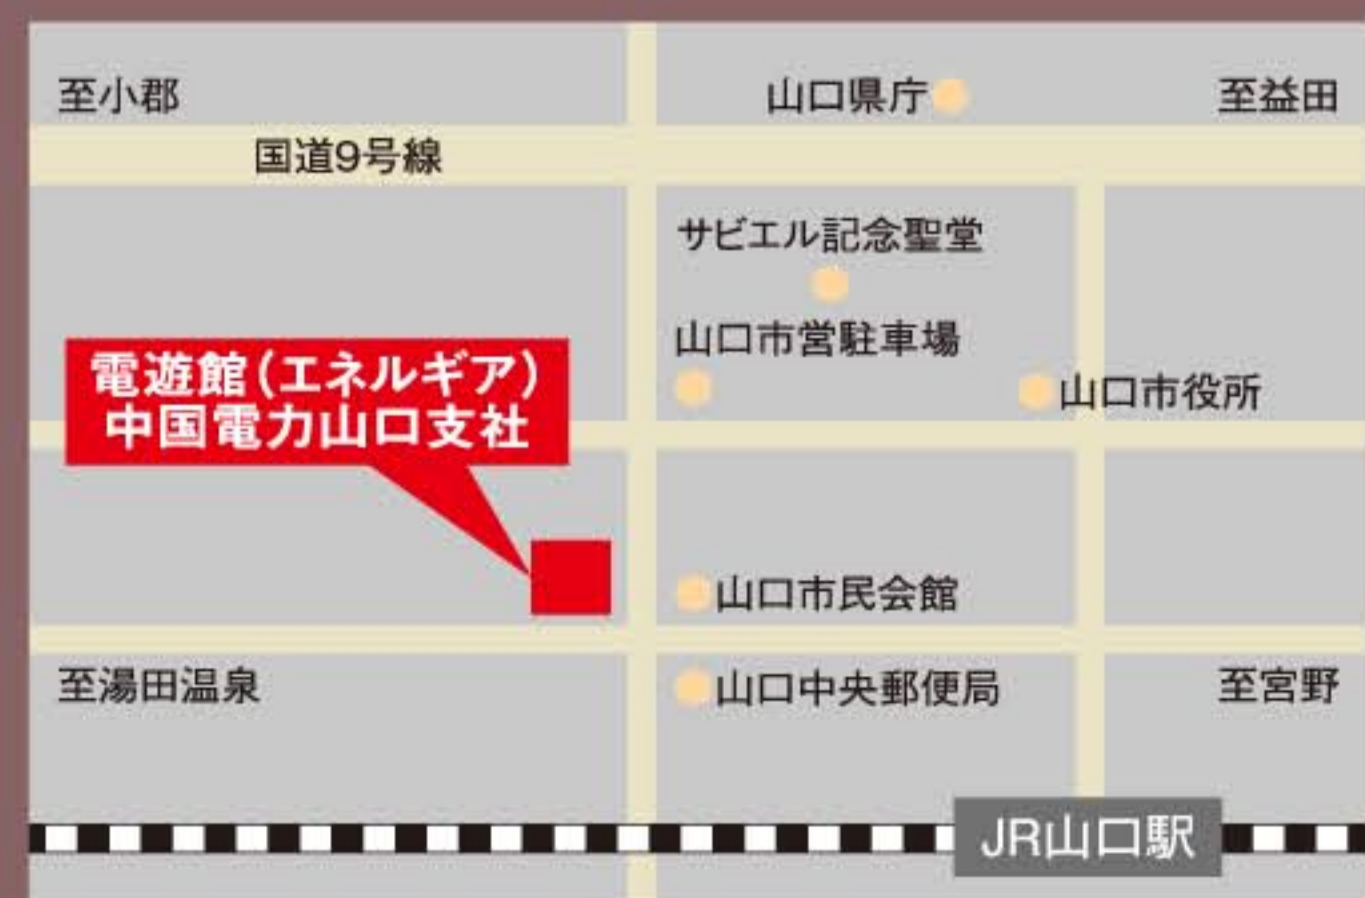 至小郡
山口県庁
至益田
国道9号線
サビエル記念聖堂
山口市営駐車場
電遊館(エネルギア)
中国電力山口支社
山口市役所
山口市民会館
至湯田温泉
山口中央郵便局
至宮野
JR山口駅